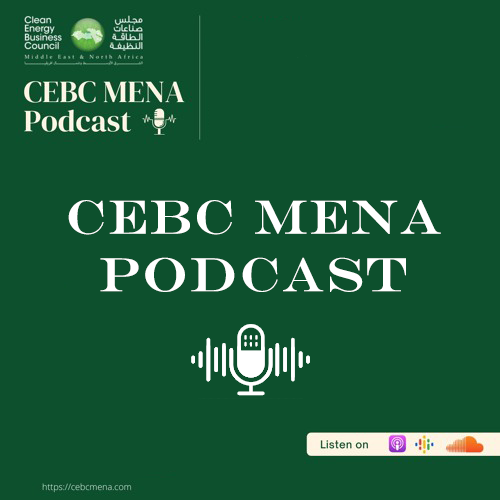 Clean
Energy
Business
Council
مجلس
صناعات
الطاقة
النظيفة
Middle East & North Africa
CEBC MENA
Podcast
CEBC MENA
PODCAST
Listen on
https://cebcmena.com